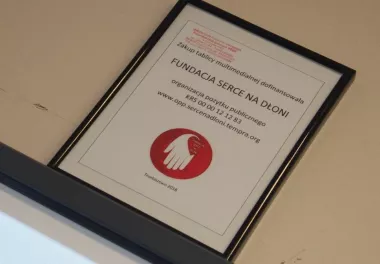 Zakup tablicy multimedialnej dofinansowała
FUNDACJA SERCE NA DŁONI
organizacja pożytku publicznego
KRS 00 00 12 12 83
www.opp.sercenadloni.tempra.org